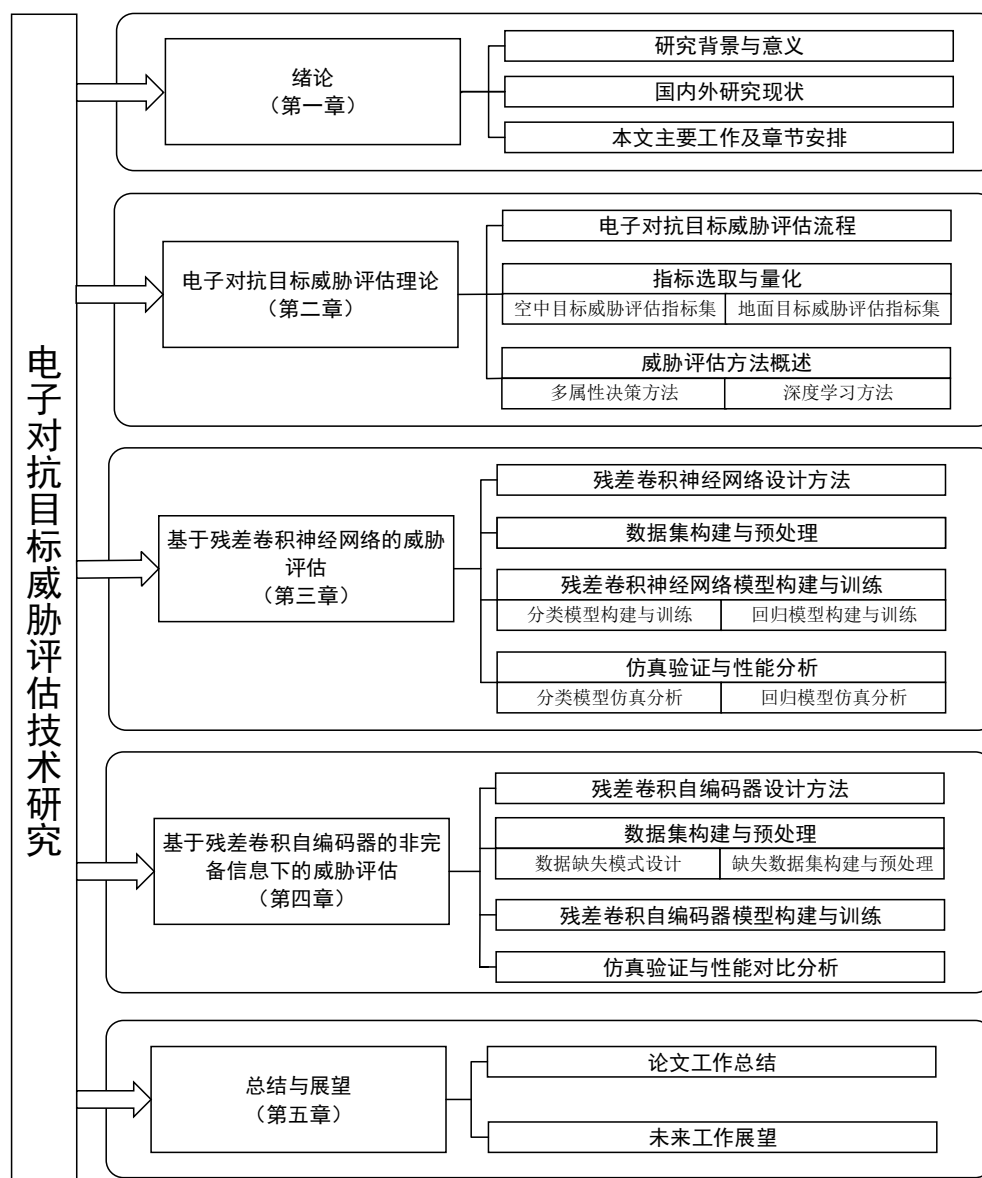 电子对抗目标威胁评估技术研究
绪论
（第一章）
研究背景与意义
国内外研究现状
本文主要工作及章节安排
电子对抗目标威胁评估理论
（第二章）
电子对抗目标威胁评估流程
指标选取与量化
空中目标威胁评估指标集
地面目标威胁评估指标集
威胁评估方法概述
多属性决策方法
深度学习方法
基于残差卷积神经网络的威胁
评估
（第三章）
残差卷积神经网络设计方法
数据集构建与预处理
残差卷积神经网络模型构建与训练
分类模型构建与训练
回归模型构建与训练
仿真验证与性能分析
分类模型仿真分析
回归模型仿真分析
基于残差卷积自编码器的非完
备信息下的威胁评估
（第四章）
残差卷积自编码器设计方法
数据集构建与预处理
数据缺失模式设计
缺失数据集构建与预处理
残差卷积自编码器模型构建与训练
仿真验证与性能对比分析
总结与展望
（第五章）
论文工作总结
未来工作展望